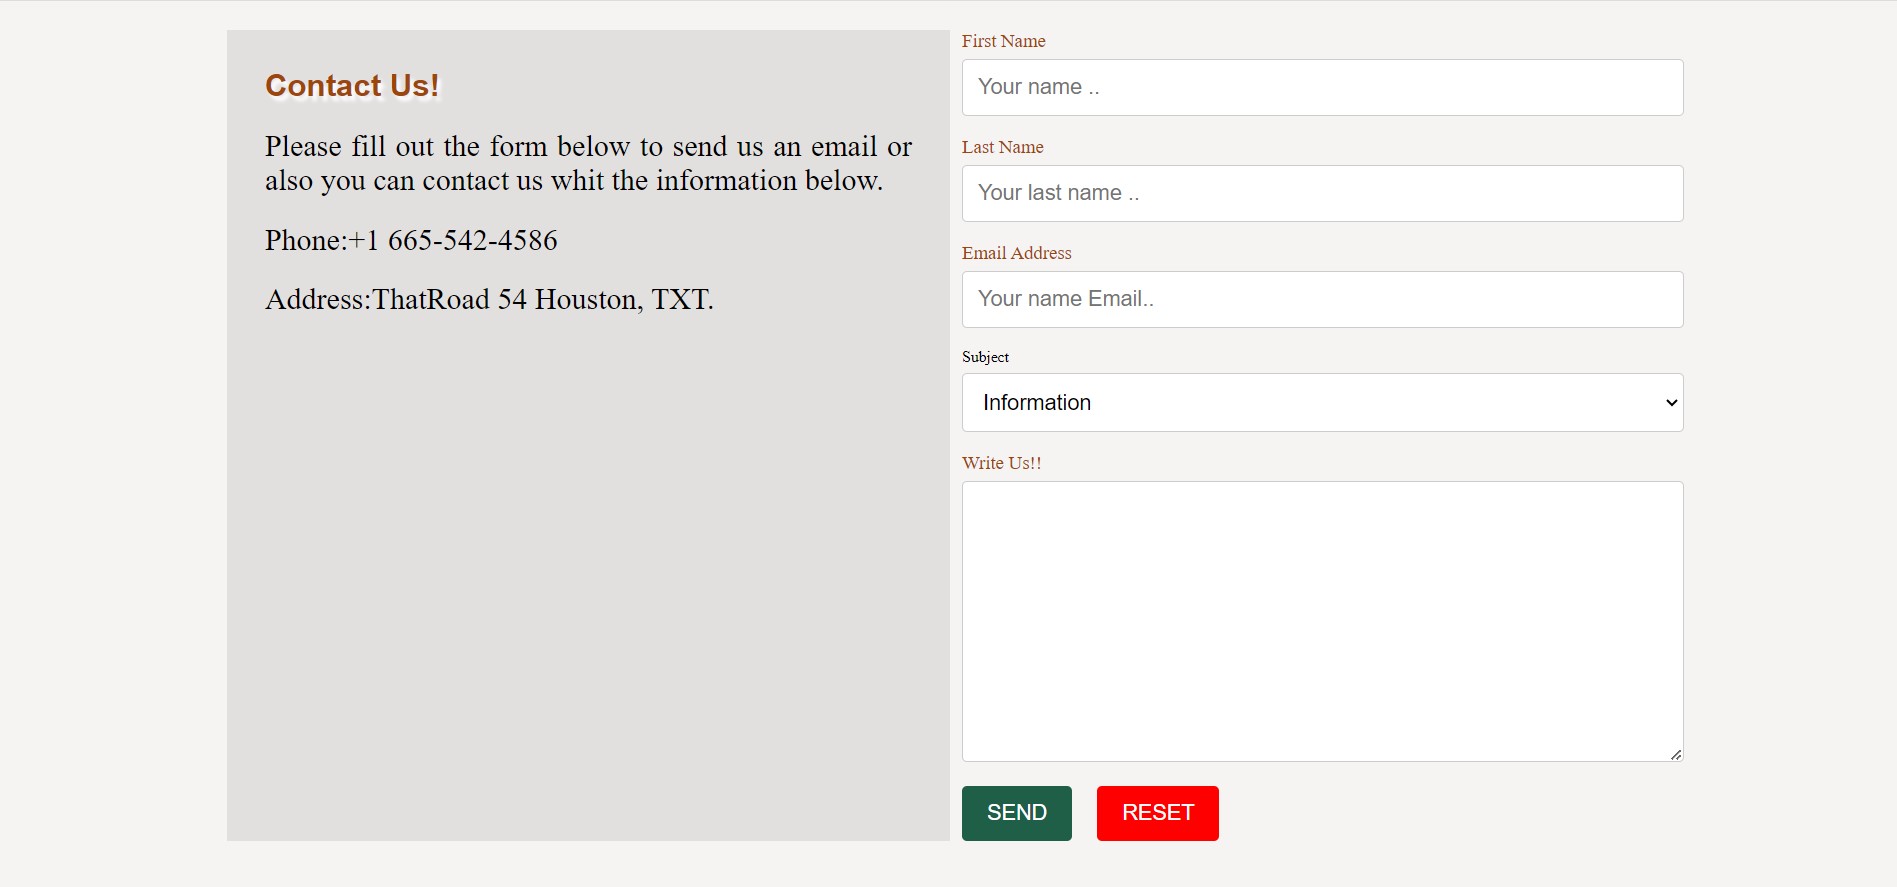 Contact Us!
Please fill out the form below to send us an email or
also you can contact us whit the information below.
Phone:+1 665-542-4586
Address:ThatRoad 54 Houston, TXT.
First Name
Your name ..
Last Name
Your last name ..
Email Address
Your name Email..
Subject
Information
Write Us!!
SEND
RESET